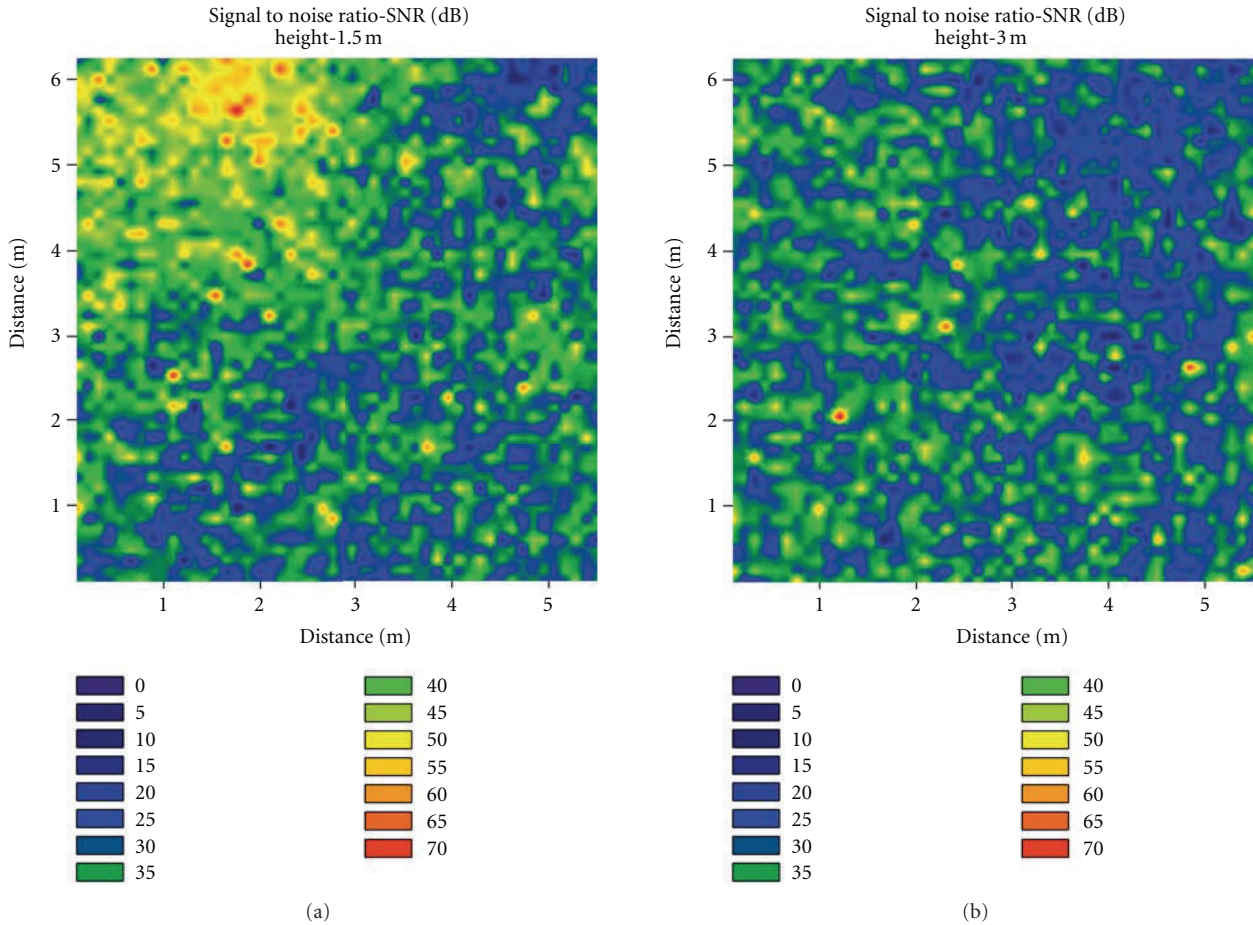 Signal to noise ratio-SNR (dB)
height-1.5 m
Distance (m)
6
5
4
3
2
1
1 2 3 4 5
Distance (m)
0 40
5 45
10 50
15 55
20 60
25 65
30 70
35
(a)
Signal to noise ratio-SNR (dB)
height-3 m
Distance (m)
6
5
4
3
2
1
1 2 3 4 5
Distance (m)
0 40
5 45
10 50
15 55
20 60
25 65
30 70
35
(b)